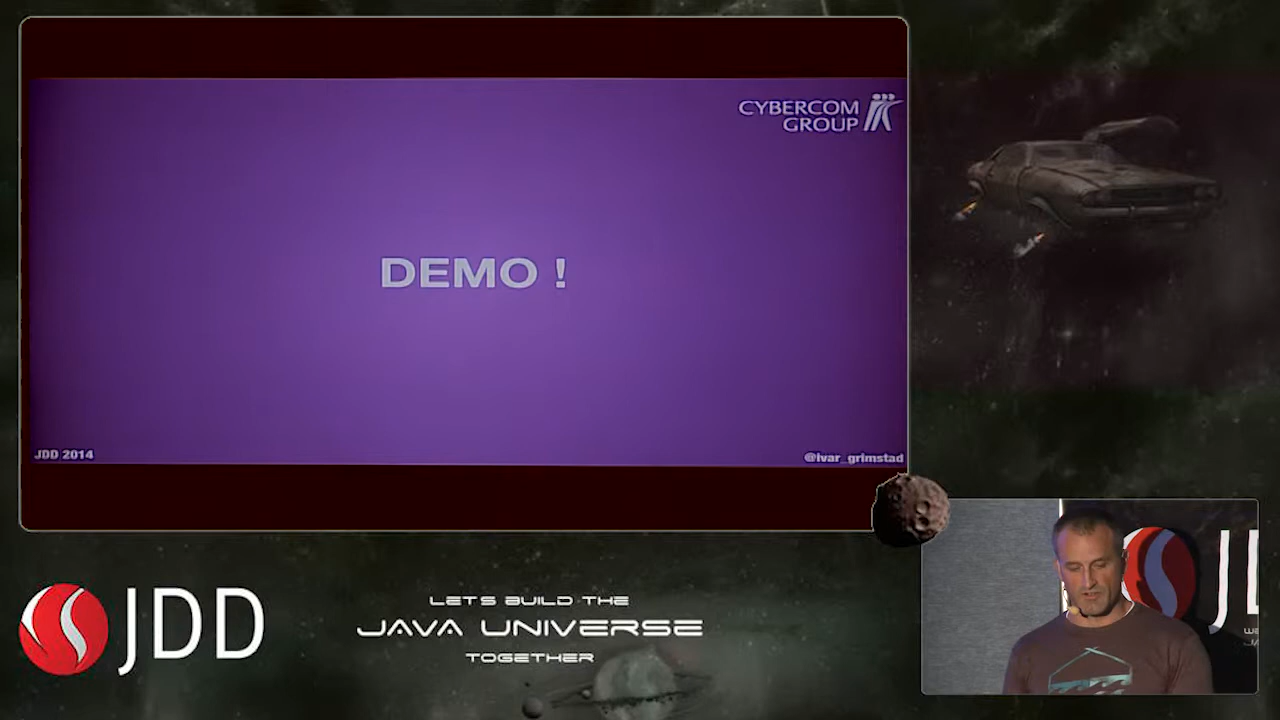 CYBERCOM
GROUP
DEMO !
JDD 2014
@ivar_grimstad
JDD
LETS BUILD THE
JAVA UNIVERSE
TOGETHER